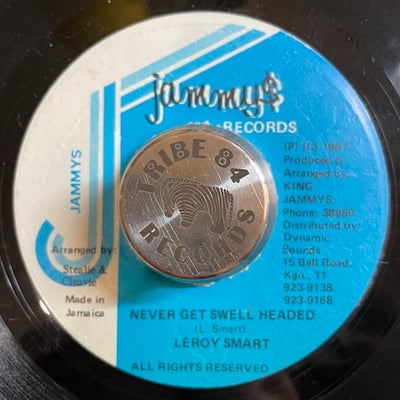 jammy$
RECORDS
JAMMYS
(P) (C) 1987
Produced &
Arranged by:
KING
JAMMYS
Phone: 38880
Distributed by:
Dynamic
Sounds
15 Bell Road,
Kgn., 11
923-9138
923-9168
Arranged by:
Steelie &
Cleavie
Made in
Jamaica
TRIBE 84
RECORDS
NEVER GET SWELL HEADED
(L. Smart)
LEROY SMART
ALL RIGHTS RESERVED